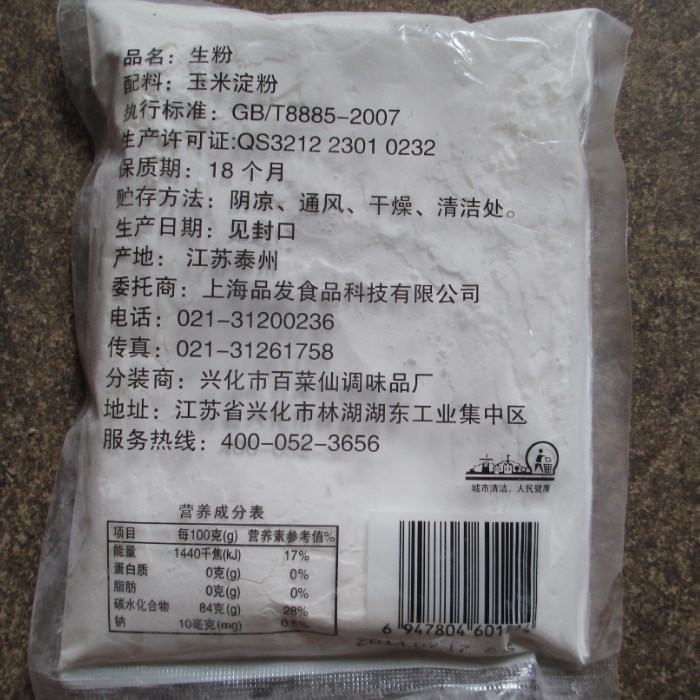 品名：生粉
配料：玉米淀粉
执行标准：GB/T8885-2007
生产许可证:QS3212 2301 0232
保质期：18 个月
贮存方法：阴凉、通风、干燥、清洁处。
生产日期：见封口
产地：江苏泰州
委托商：上海品发食品科技有限公司
电话：021-31200236
传真：021-31261758
分装商：兴化市百菜仙调味品厂
地址：江苏省兴化市林湖湖东工业集中区
服务热线：400-052-3656
城市清洁，人民健康
营养成分表
项目 每100克(g) 营养素参考值%
能量 1440千焦(kJ) 17%
蛋白质 0克(g) 0%
脂肪 0克(g) 0%
碳水化合物 84克(g) 28%
钠 10毫克(mg) 0.5%
6 947804 601